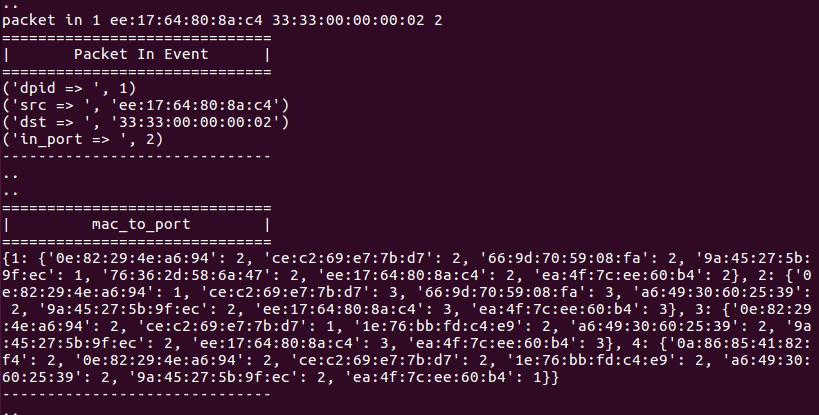 ..
packet in 1 ee:17:64:80:8a:c4 33:33:00:00:00:02 2
==============================
|       Packet In Event      |
==============================
('dpid => ', 1)
('src => ', 'ee:17:64:80:8a:c4')
('dst => ', '33:33:00:00:00:02')
('in_port => ', 2)
------------------------------
..
..
==============================
|         mac_to_port        |
==============================
{1: {'0e:82:29:4e:a6:94': 2, 'ce:c2:69:e7:7b:d7': 2, '66:9d:70:59:08:fa': 2, '9a:45:27:5b:
9f:ec': 1, '76:36:2d:58:6a:47': 2, 'ee:17:64:80:8a:c4': 2, 'ea:4f:7c:ee:60:b4': 2}, 2: {'0
e:82:29:4e:a6:94': 1, 'ce:c2:69:e7:7b:d7': 3, '66:9d:70:59:08:fa': 3, 'a6:49:30:60:25:39':
 2, '9a:45:27:5b:9f:ec': 2, 'ee:17:64:80:8a:c4': 3, 'ea:4f:7c:ee:60:b4': 3}, 3: {'0e:82:2
9:4e:a6:94': 2, 'ce:c2:69:e7:7b:d7': 1, '1e:76:bb:fd:c4:e9': 2, 'a6:49:30:60:25:39': 2, '9a
:45:27:5b:9f:ec': 2, 'ee:17:64:80:8a:c4': 3, 'ea:4f:7c:ee:60:b4': 3}, 4: {'0a:86:85:41:82:
f4': 2, '0e:82:29:4e:a6:94': 2, 'ce:c2:69:e7:7b:d7': 2, '1e:76:bb:fd:c4:e9': 2, 'a6:49:30:
60:25:39': 2, '9a:45:27:5b:9f:ec': 2, 'ea:4f:7c:ee:60:b4': 1}}
------------------------------
..